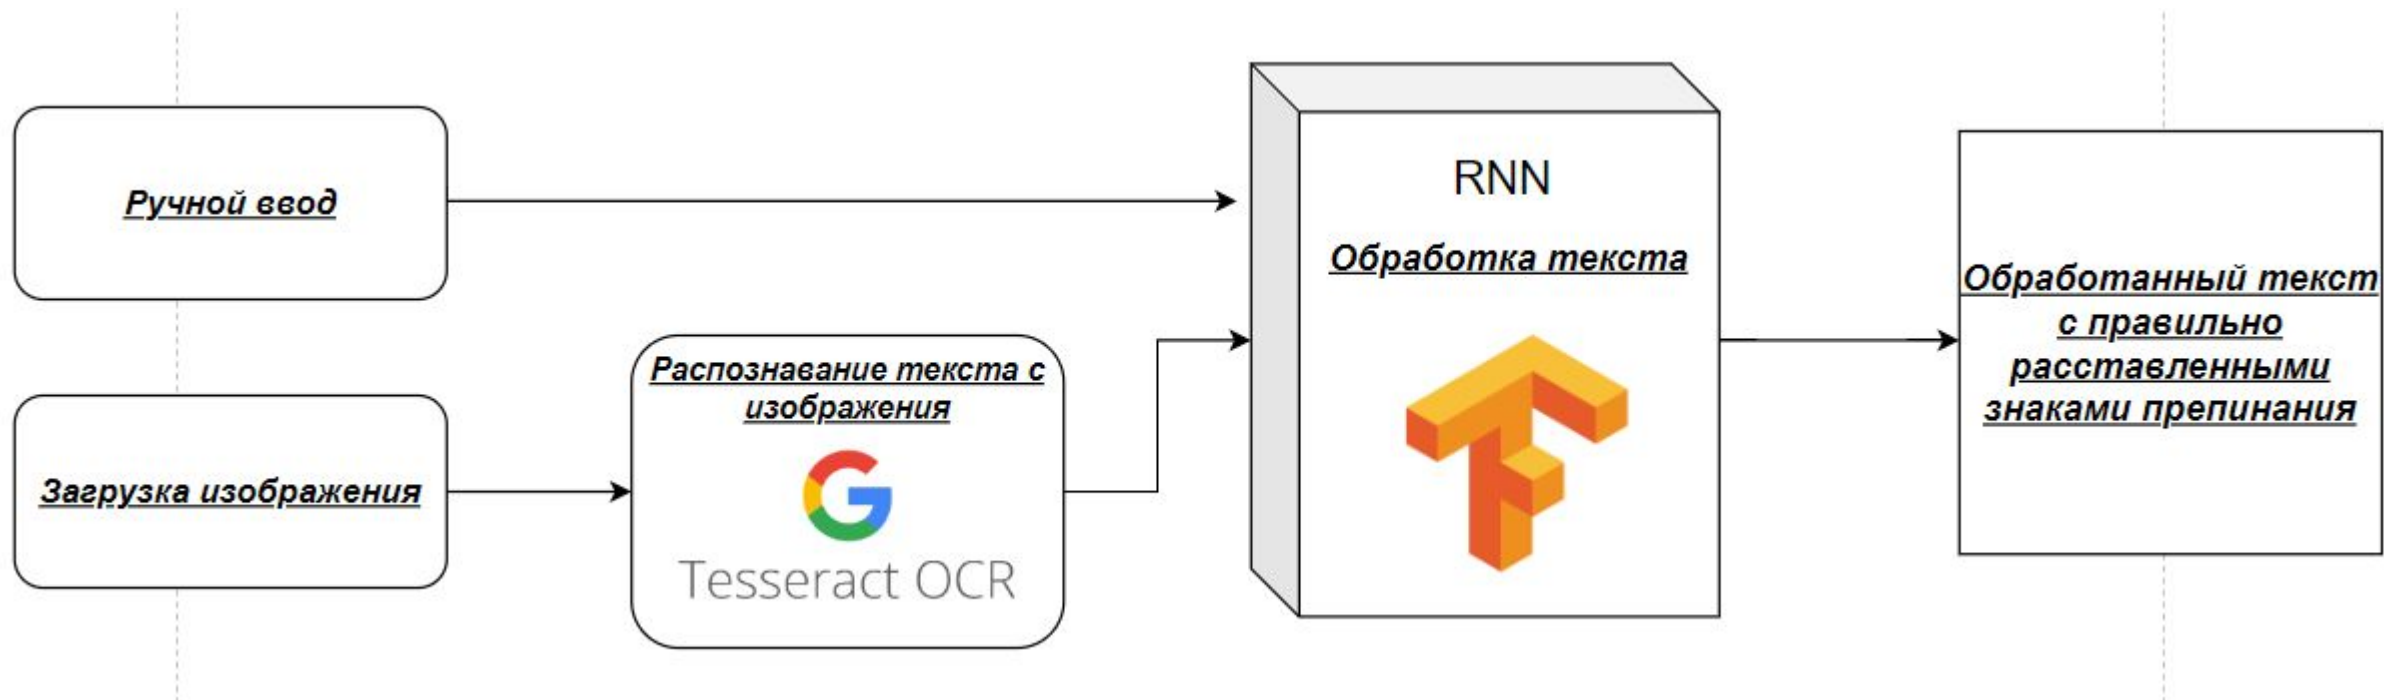 Ручной ввод
Загрузка изображения
Распознавание текста с
изображения
Tesseract OCR
RNN
Обработка текста
Обработанный текст
с правильно
расставленными
знаками препинания